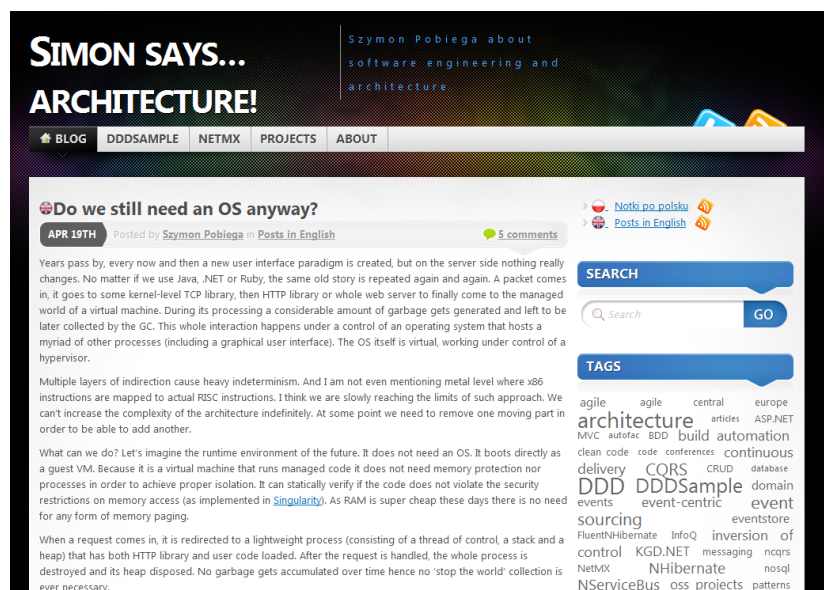 SIMON SAYS...
ARCHITECTURE!
Szymon Pobiega about
software engineering and
architecture
BLOG DDDSAMPLE NETMX PROJECTS ABOUT
Do we still need an OS anyway?
APR 19TH Posted by Szymon Pobiega in Posts in English 5 comments
Years pass by, every now and then a new user interface paradigm is created, but on the server side nothing really
changes. No matter if we use Java, .NET or Ruby, the same old story is repeated again and again. A packet comes
in, it goes to some kernel-level TCP library, then HTTP library or whole web server to finally come to the managed
world of a virtual machine. During its processing a considerable amount of garbage gets generated and left to be
later collected by the GC. This whole interaction happens under a control of an operating system that hosts a
myriad of other processes (including a graphical user interface). The OS itself is virtual, working under control of a
hypervisor.
Multiple layers of indirection cause heavy indeterminism. And I am not even mentioning metal level where x86
instructions are mapped to actual RISC instructions. I think we are slowly reaching the limits of such approach. We
can't increase the complexity of the architecture indefinitely. At some point we need to remove one moving part in
order to be able to add another.
What can we do? Let's imagine the runtime environment of the future. It does not need an OS. It boots directly as
a guest VM. Because it is a virtual machine that runs managed code it does not need memory protection nor
processes in order to achieve proper isolation. It can statically verify if the code does not violate the security
restrictions on memory access (as implemented in Singularity). As RAM is super cheap these days there is no need
for any form of memory paging.
When a request comes in, it is redirected to a lightweight process (consisting of a thread of control, a stack and a
heap) that has both HTTP library and user code loaded. After the request is handled, the whole process is
destroyed and its heap disposed. No garbage gets accumulated over time hence no 'stop the world' collection is
ever necessary.
Notki po polsku
Posts in English
SEARCH
Search GO
TAGS
agile agile central europe
architecture articles ASP.NET
MVC autofac BDD build automation
clean code code conferences continuous
delivery CQRS CRUD database
DDD DDDSample domain
events event-centric event
sourcing eventstore
FluentNHibernate InfoQ inversion of
control KGD.NET messaging ncqrs
NetMX NHibernate nosql
NServiceBus oss projects patterns